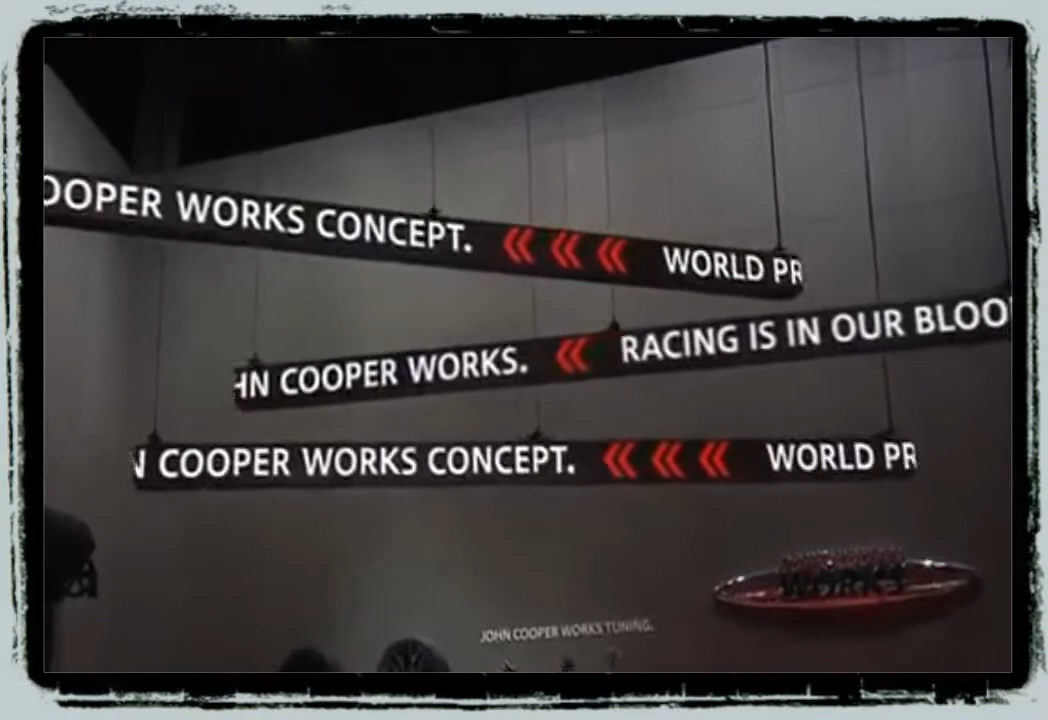 OOPER WORKS CONCEPT. WORLD PR
HN COOPER WORKS. RACING IS IN OUR BLOO
N COOPER WORKS CONCEPT. WORLD PR
WORKS
JOHN COOPER WORKS TUNING.